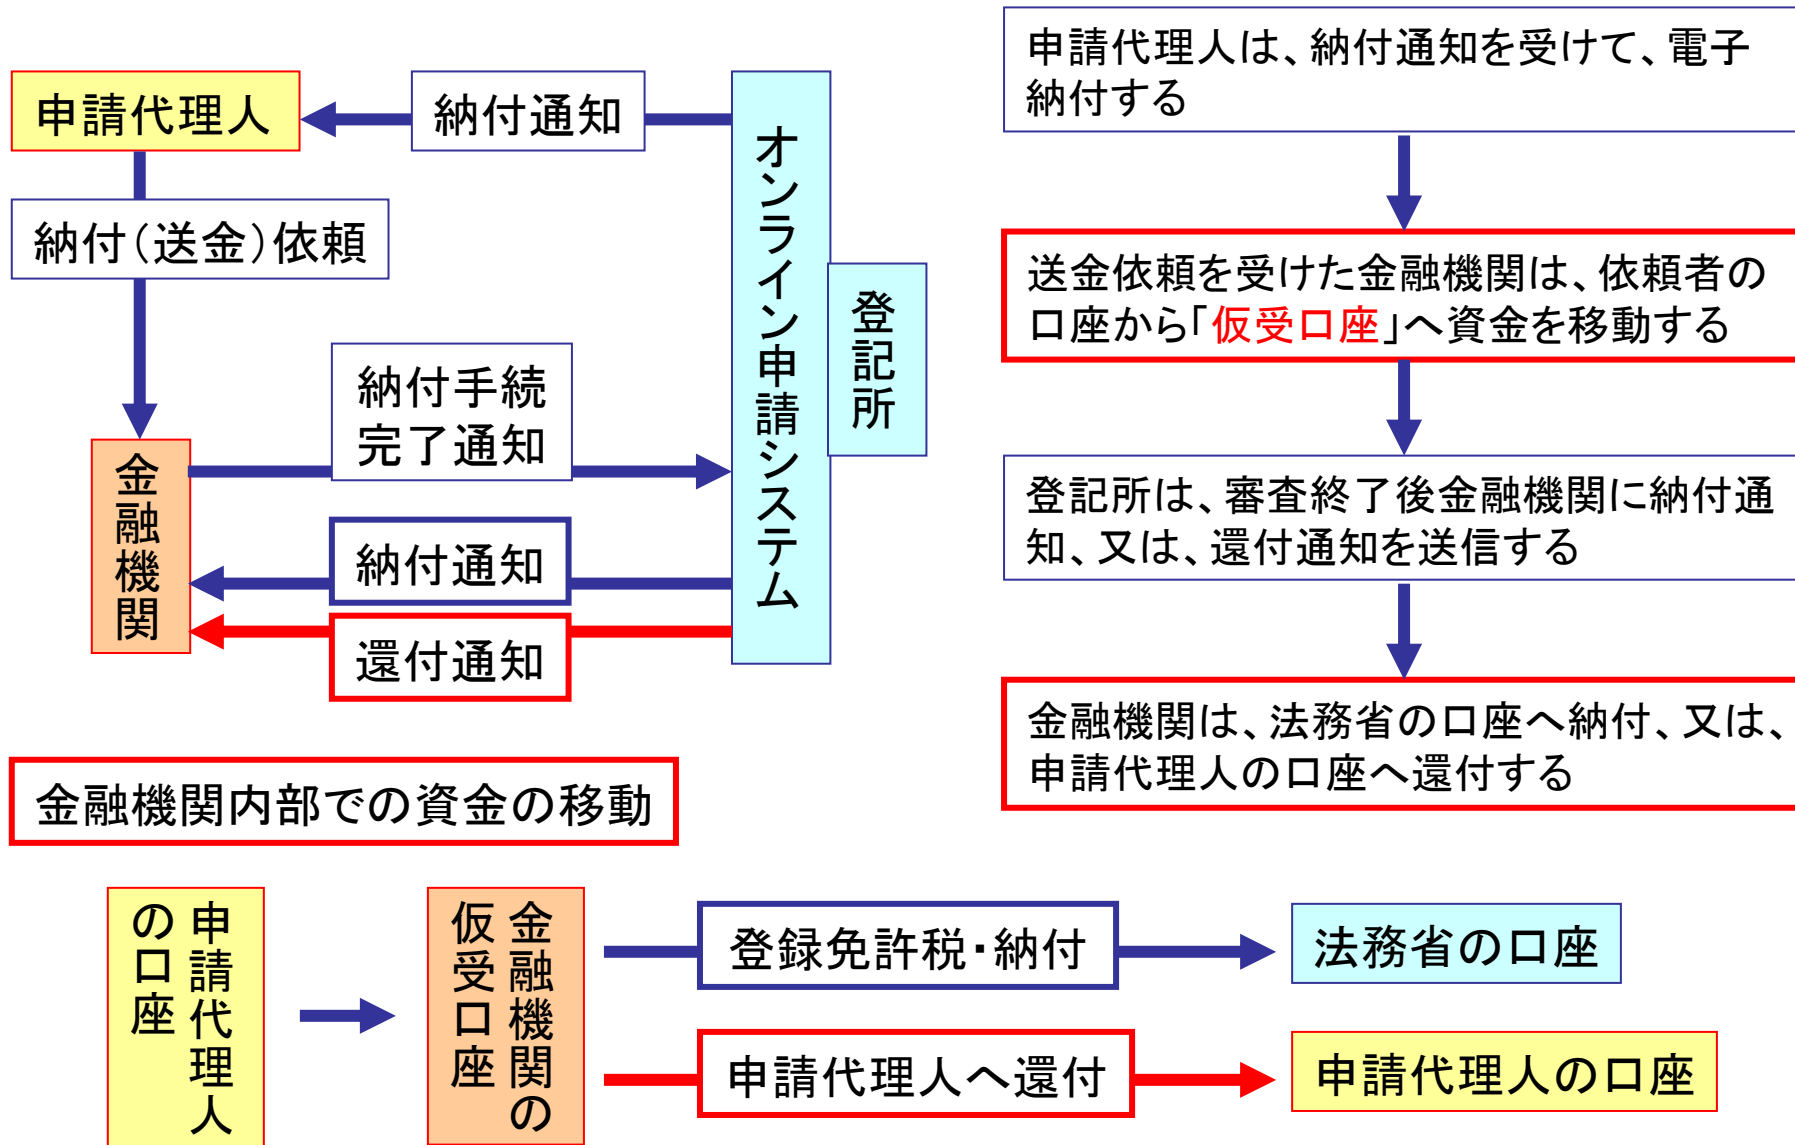 申請代理人
納付通知
納付(送金)依頼
オンライン申請システム
登記所
納付手続
完了通知
金融機関
納付通知
還付通知
申請代理人は、納付通知を受けて、電子
納付する
送金依頼を受けた金融機関は、依頼者の
口座から「仮受口座」へ資金を移動する
登記所は、審査終了後金融機関に納付通
知、又は、還付通知を送信する
金融機関は、法務省の口座へ納付、又は、
申請代理人の口座へ還付する
金融機関内部での資金の移動
申請代理人
の口座
金融機関の
仮受口座
登録免許税・納付
法務省の口座
申請代理人へ還付
申請代理人の口座